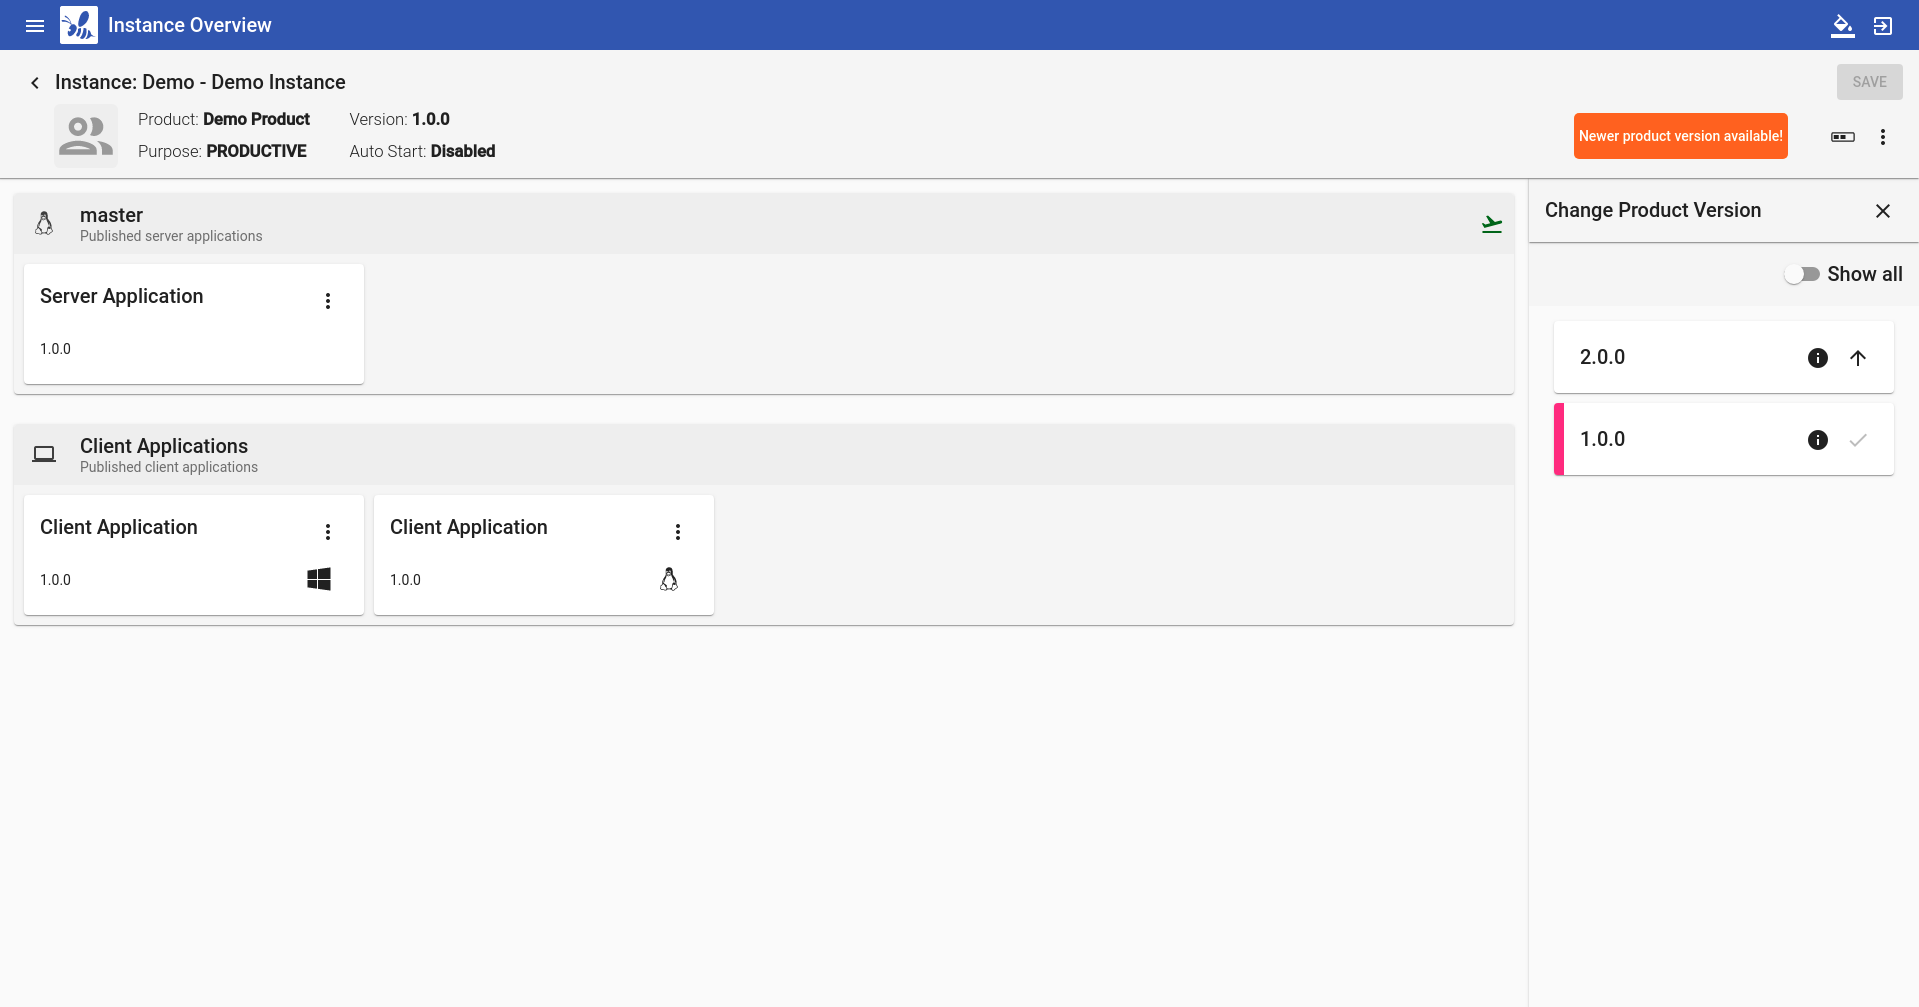 Instance Overview
Instance: Demo - Demo Instance
SAVE
Product: Demo Product
Version: 1.0.0
Purpose: PRODUCTIVE
Auto Start: Disabled
Newer product version available!
master
Published server applications
Server Application
1.0.0
Client Applications
Published client applications
Client Application
1.0.0
Client Application
1.0.0
Change Product Version
Show all
2.0.0
1.0.0